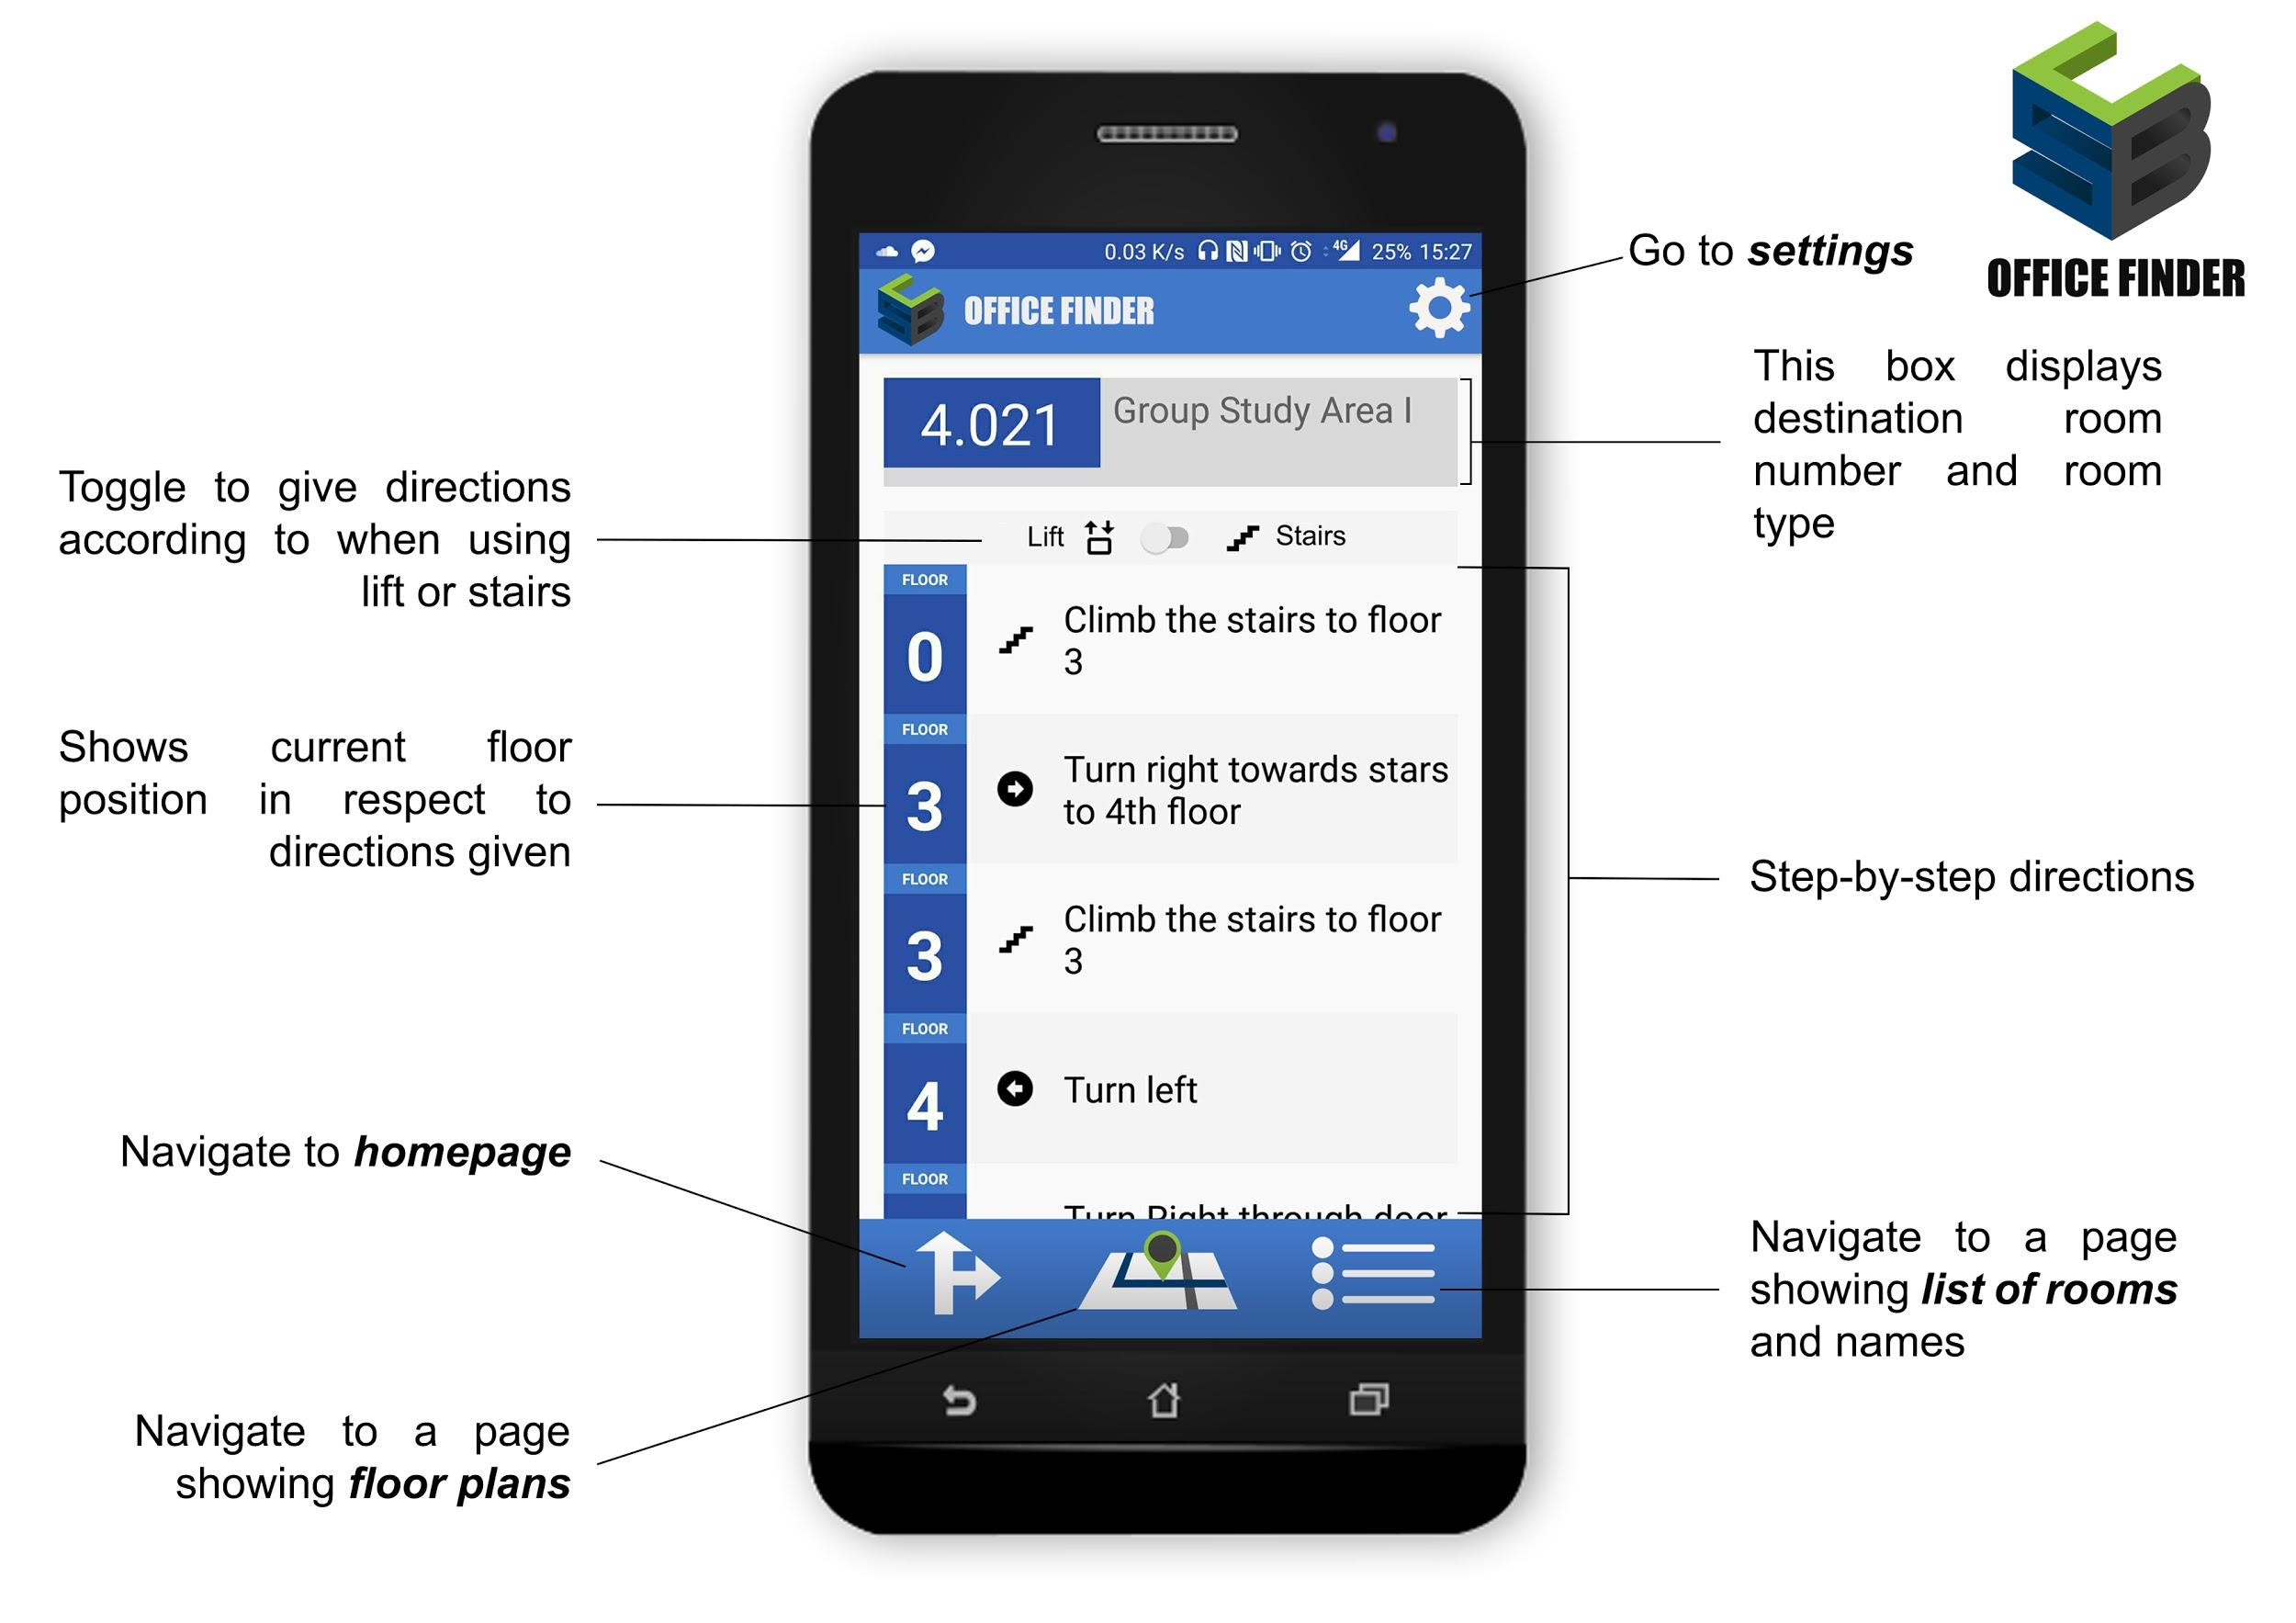 OFFICE FINDER
0.03 K/s 4G 25% 15:27
OFFICE FINDER
Go to settings
4.021
Group Study Area I
This box displays
destination room
number and room
type
Toggle to give directions
according to when using
lift or stairs
Lift
Stairs
FLOOR
0
Climb the stairs to floor
3
FLOOR
3
Turn right towards stars
to 4th floor
Shows current floor
position in respect to
directions given
FLOOR
3
Climb the stairs to floor
3
Step-by-step directions
FLOOR
4
Turn left
FLOOR
Turn Right through door
Navigate to homepage
Navigate to a page
showing floor plans
Navigate to a page
showing list of rooms
and names